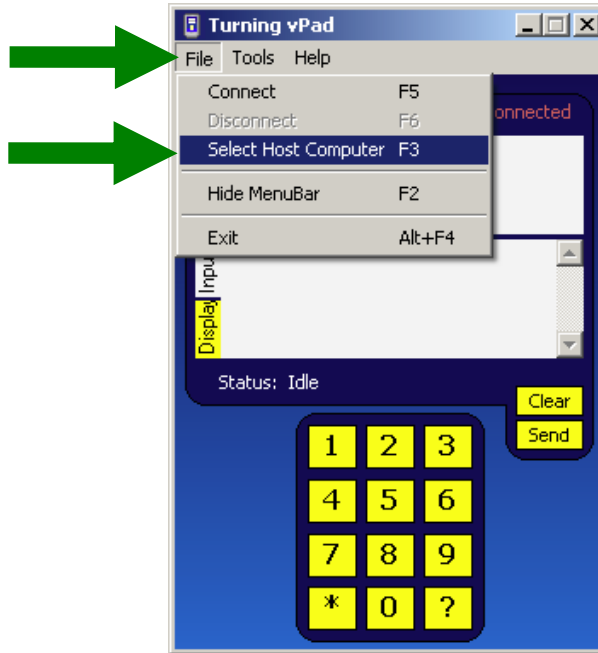 Turning vPad
File Tools Help
Connect F5
onnected
Disconnect F6
Select Host Computer F3
Hide MenuBar F2
Exit Alt+F4
Inpu
Display
Status: Idle
Clear
Send
1 2 3
4 5 6
7 8 9
* 0 ?